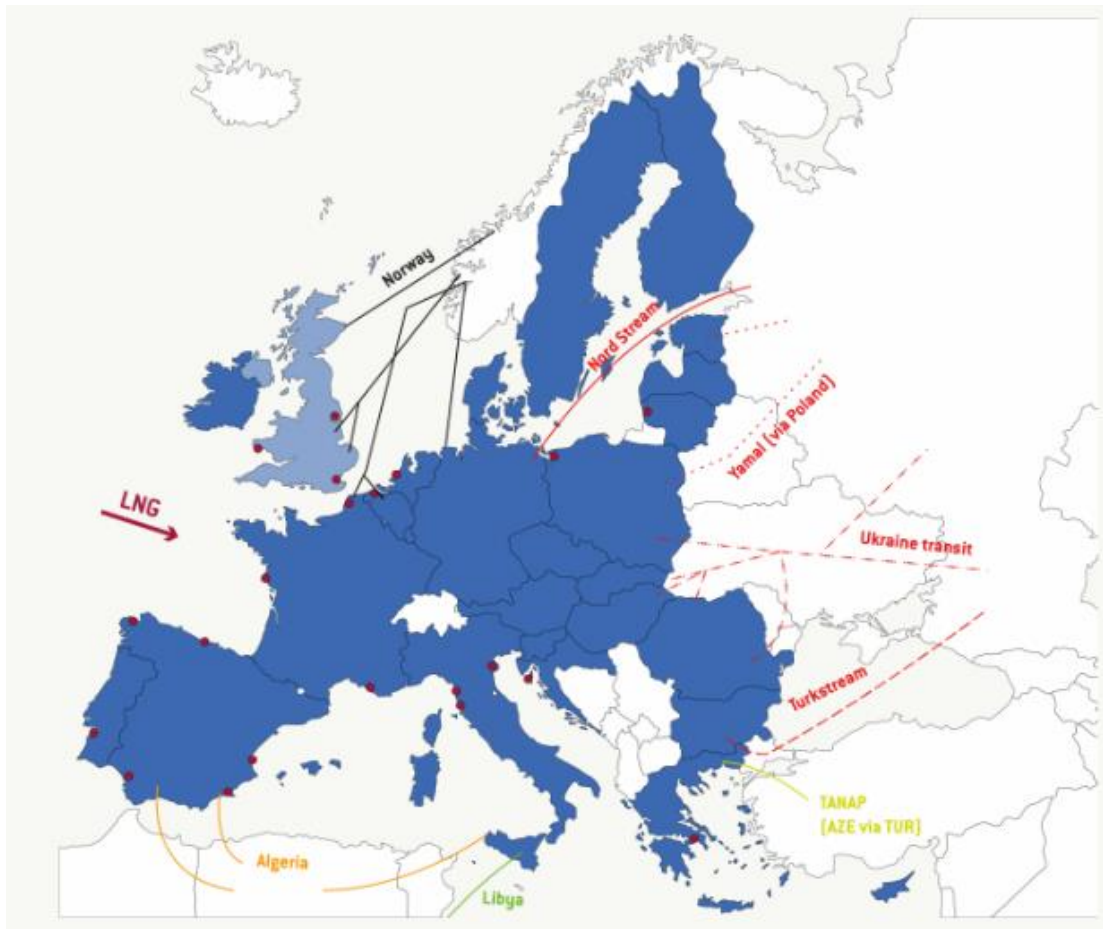 Norway
Nord Stream
Yamal (via Poland)
LNG
Ukraine transit
Turkstream
TANAP
(AZE via TUR)
Algeria
Libya